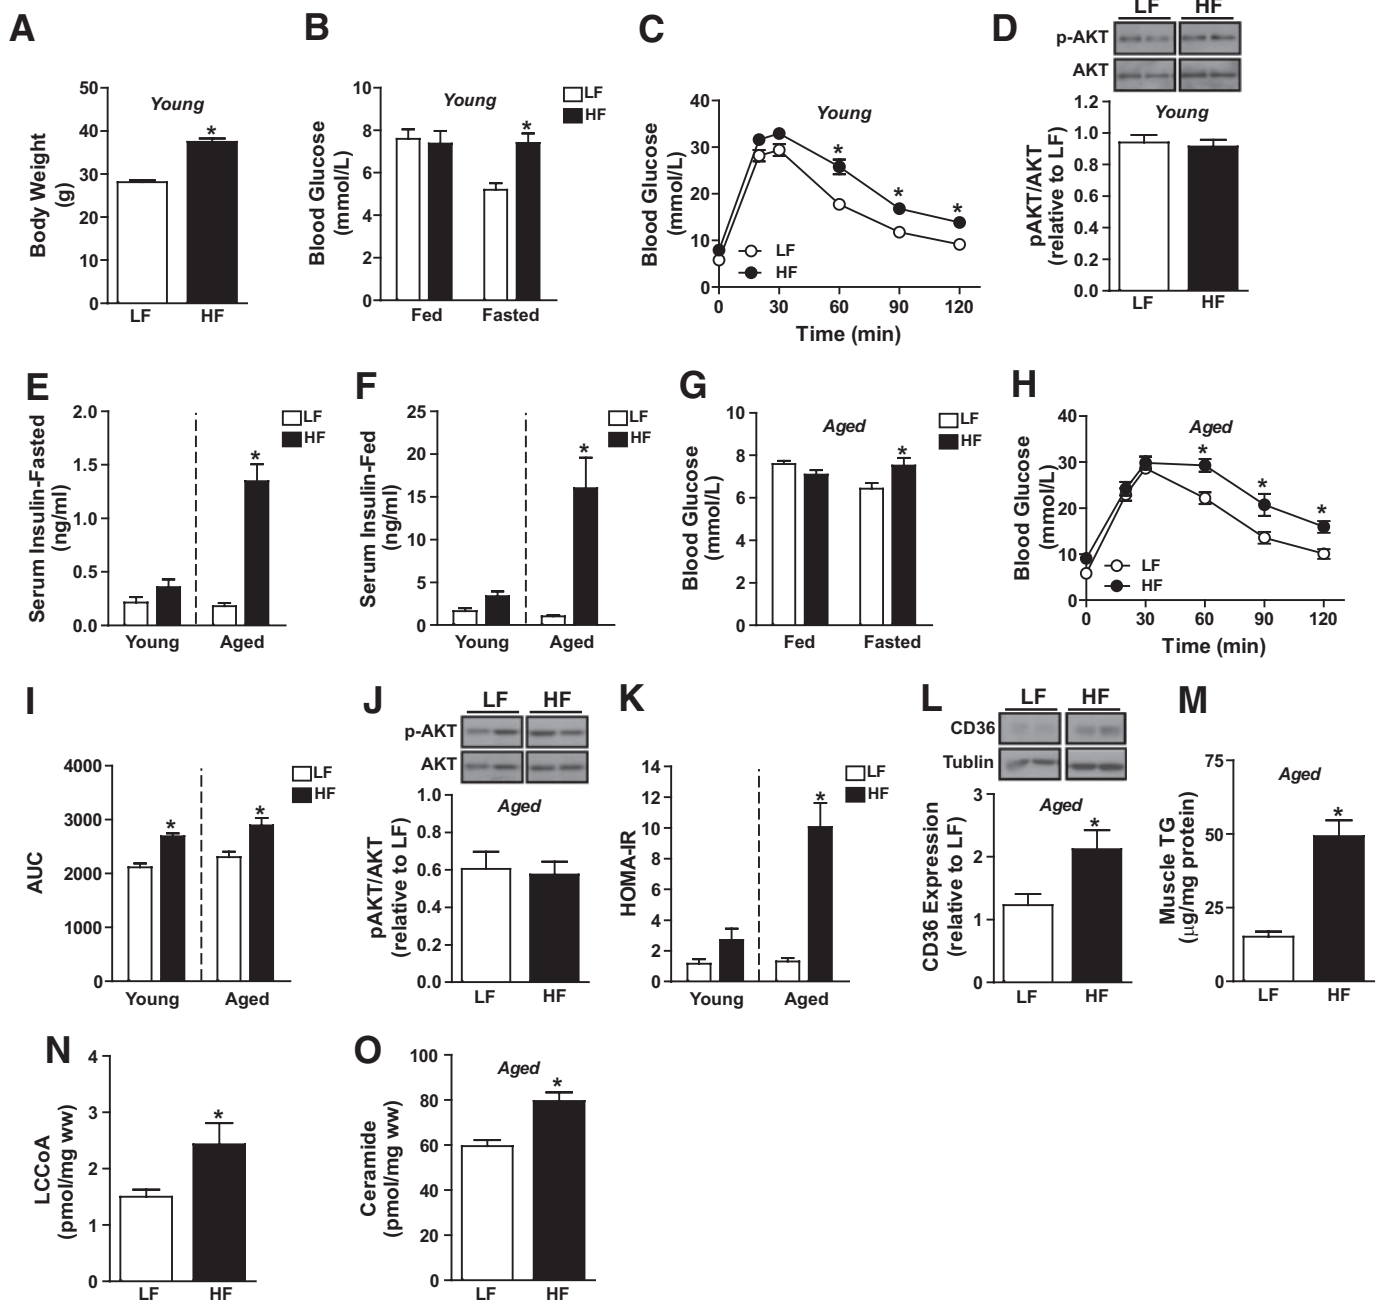 A
Body Weight
(g)
50
40
30
20
10
0
Young
*
LF
HF
B
Blood Glucose
(mmol/L)
10
8
6
4
2
0
Young
*
LF
HF
Fed
Fasted
C
Blood Glucose
(mmol/L)
40
30
20
10
0
Young
*
*
*
LF
HF
0
30
60
90
120
Time (min)
D
LF
HF
p-AKT
AKT
pAKT/AKT
(relative to LF)
1.2
1.0
0.8
0.6
0.4
0.2
0.0
Young
LF
HF
E
Serum Insulin-Fasted
(ng/ml)
2.0
1.5
1.0
0.5
0.0
*
LF
HF
Young
Aged
F
Serum Insulin-Fed
(ng/ml)
25
20
15
10
5
0
*
LF
HF
Young
Aged
G
Blood Glucose
(mmol/L)
10
8
6
4
2
0
Aged
*
LF
HF
Fed
Fasted
H
Blood Glucose
(mmol/L)
40
30
20
10
0
Aged
*
*
*
LF
HF
0
30
60
90
120
Time (min)
I
AUC
4000
3000
2000
1000
0
*
*
LF
HF
Young
Aged
J
LF
HF
p-AKT
AKT
pAKT/AKT
(relative to LF)
1.0
0.8
0.6
0.4
0.2
0.0
Aged
LF
HF
K
HOMA-IR
14
12
10
8
6
4
2
0
*
LF
HF
Young
Aged
L
LF
HF
CD36
Tublin
CD36 Expression
(relative to LF)
3
2
1
0
Aged
*
LF
HF
M
Muscle TG
(μg/mg protein)
75
50
25
0
Aged
*
LF
HF
N
LCCoA
(pmol/mg ww)
4
3
2
1
0
*
LF
HF
O
Ceramide
(pmol/mg ww)
100
80
60
40
20
0
Aged
*
LF
HF